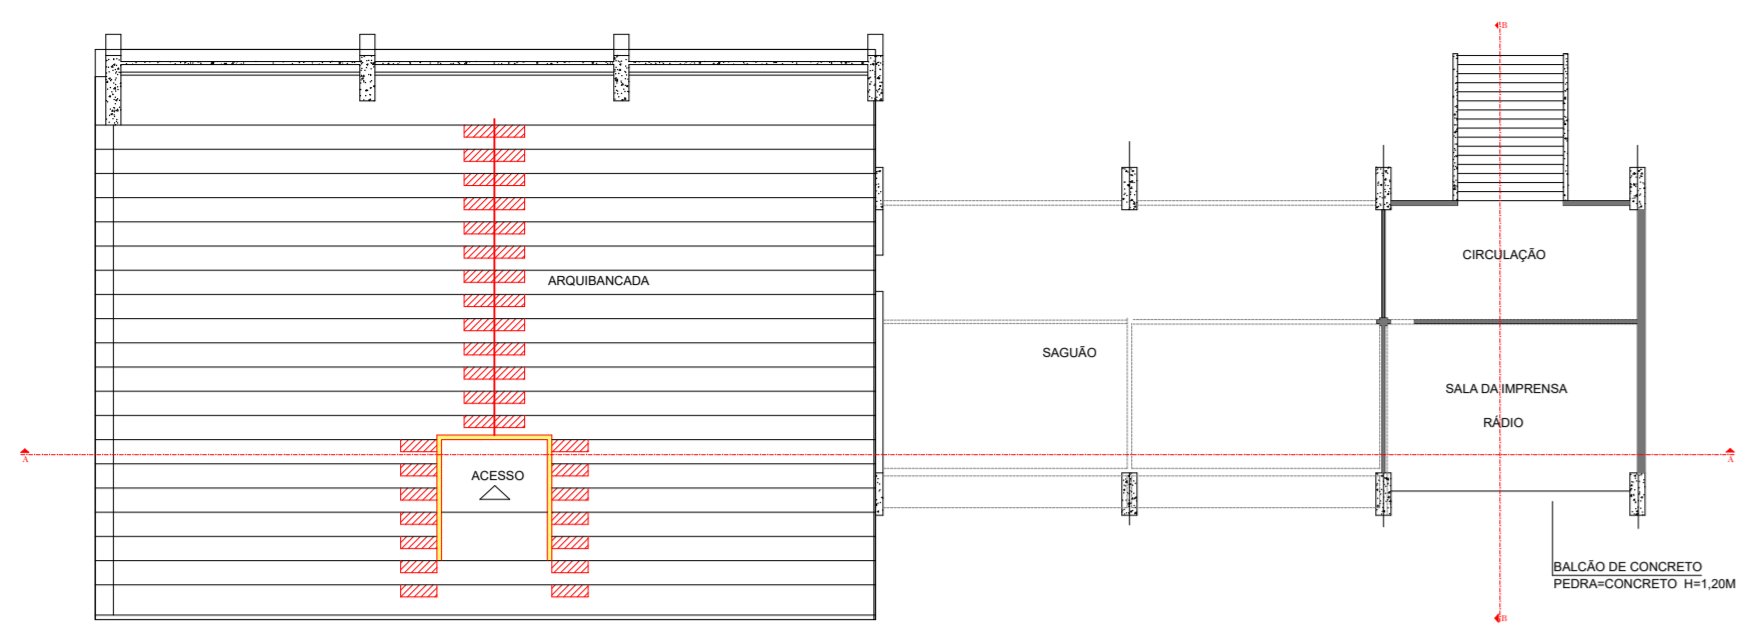 B
CIRCULAÇÃO
ARQUIBANCADA
SAGUÃO
SALA DA IMPRENSA
RÁDIO
A
A
ACESSO
BALCÃO DE CONCRETO
PEDRA=CONCRETO H=1,20M
B